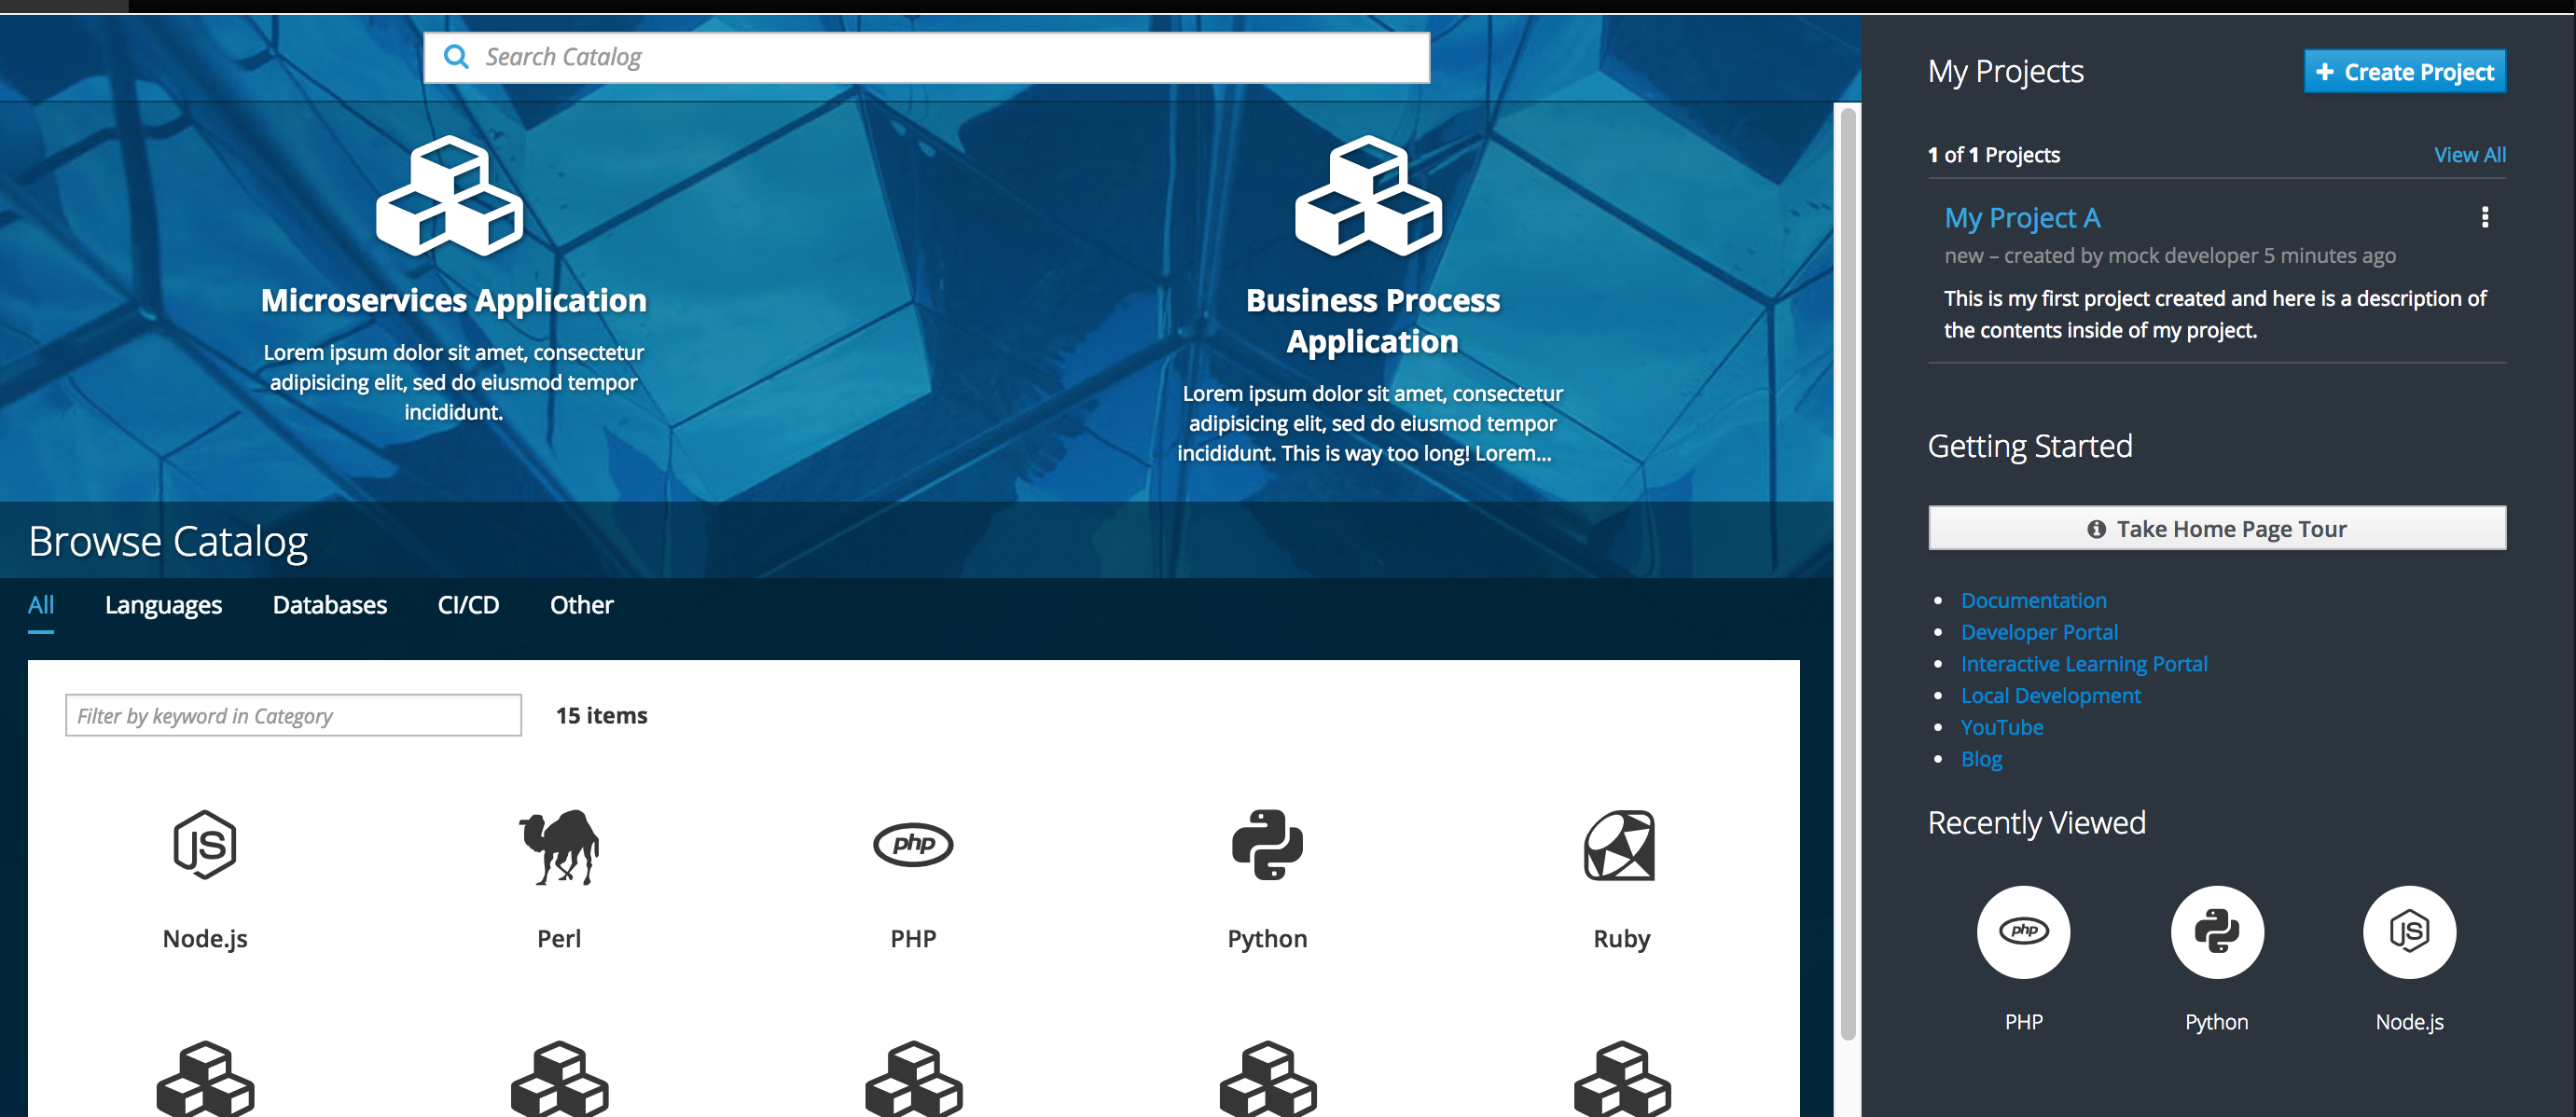 Search Catalog
Microservices Application
Lorem ipsum dolor sit amet, consectetur
adipisicing elit, sed do eiusmod tempor
incididunt.
Business Process
Application
Lorem ipsum dolor sit amet, consectetur
adipisicing elit, sed do eiusmod tempor
incididunt. This is way too long! Lorem...
Browse Catalog
All Languages Databases CI/CD Other
Filter by keyword in Category 15 items
JS
php
Node.js Perl PHP Python Ruby
My Projects + Create Project
1 of 1 Projects View All
My Project A
new – created by mock developer 5 minutes ago
This is my first project created and here is a description of
the contents inside of my project.
Getting Started
Take Home Page Tour
Documentation
Developer Portal
Interactive Learning Portal
Local Development
YouTube
Blog
Recently Viewed
php JS
PHP Python Node.js